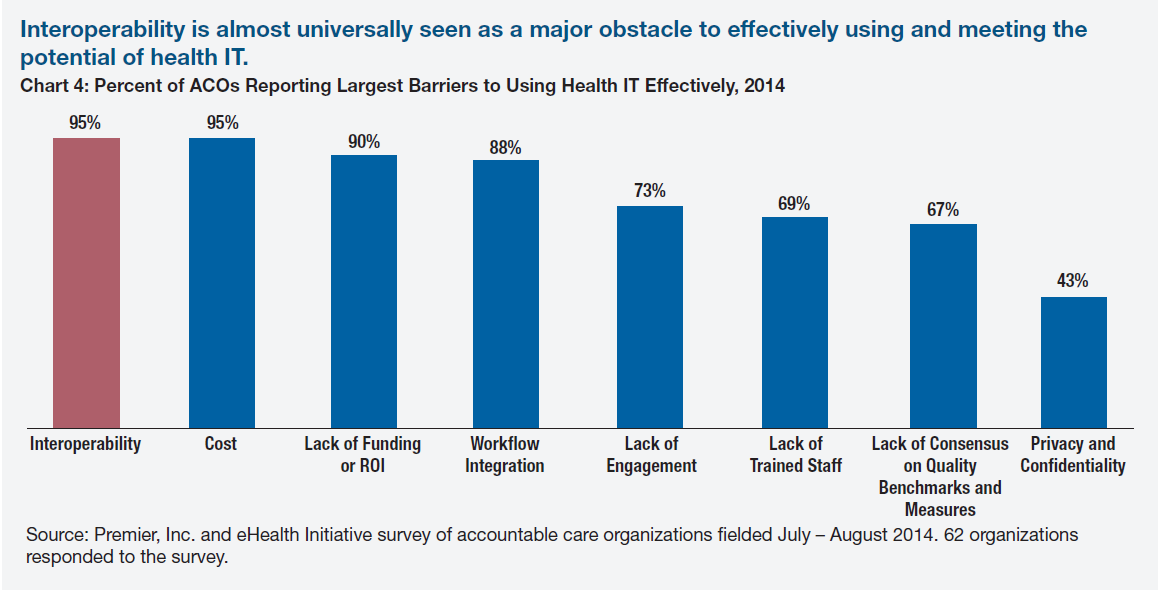 Interoperability is almost universally seen as a major obstacle to effectively using and meeting the
potential of health IT.
Chart 4: Percent of ACOs Reporting Largest Barriers to Using Health IT Effectively, 2014
95%
95%
90%
88%
73%
69%
67%
43%
Interoperability
Cost
Lack of Funding
or ROI
Workflow
Integration
Lack of
Engagement
Lack of
Trained Staff
Lack of Consensus
on Quality
Benchmarks and
Measures
Privacy and
Confidentiality
Source: Premier, Inc. and eHealth Initiative survey of accountable care organizations fielded July – August 2014. 62 organizations
responded to the survey.